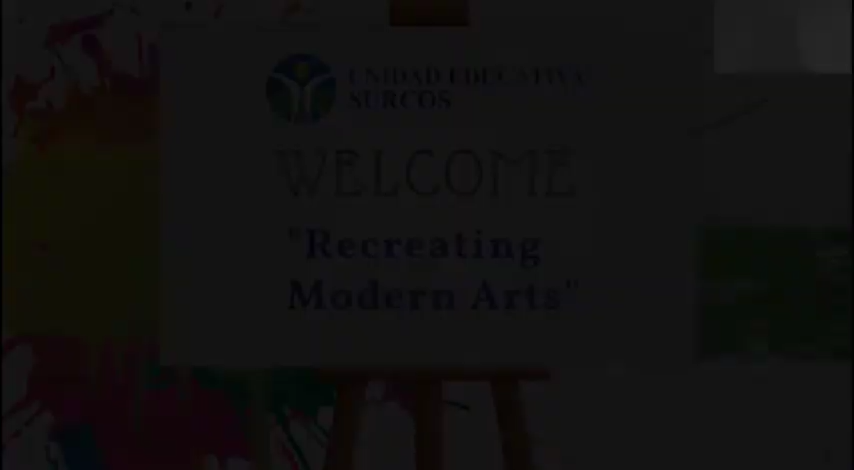 UNIDAD EDUCATIVA
SURCOS
WELCOME
"Recreating
Modern Arts"